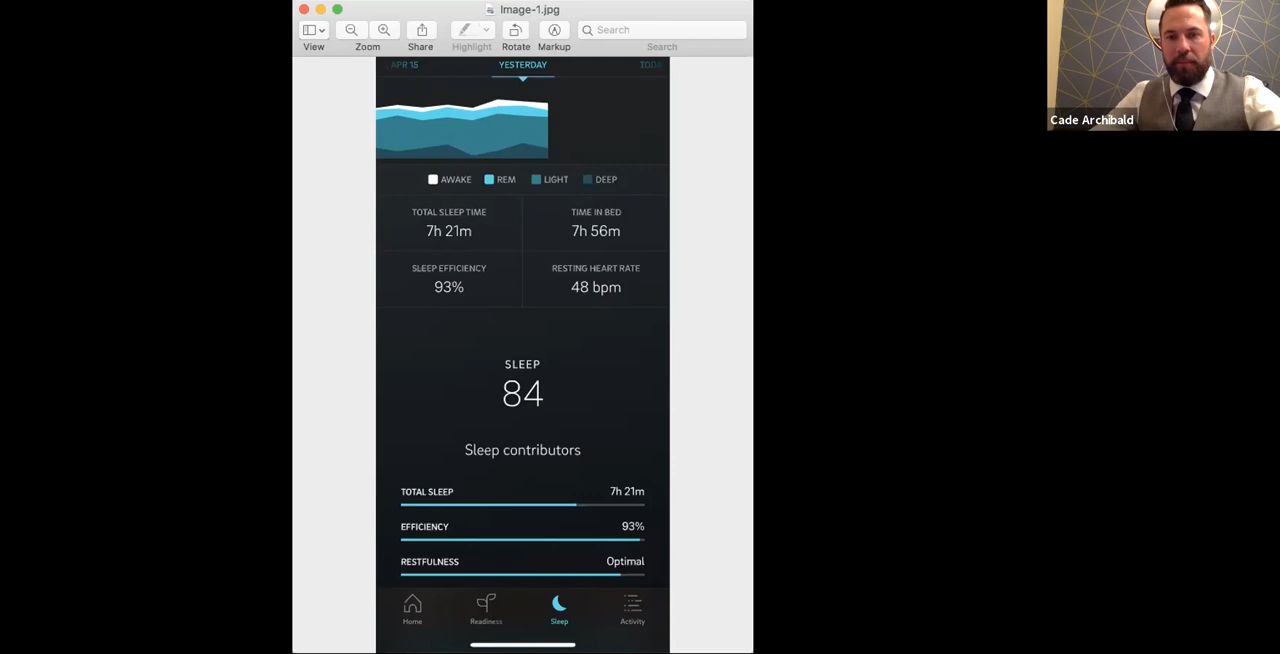 Image-1.jpg
Search
View
Zoom
Share
Highlight
Rotate
Markup
Search
APR 15
YESTERDAY
AWAKE
REM
LIGHT
DEEP
TOTAL SLEEP TIME
7h 21m
TIME IN BED
7h 56m
SLEEP EFFICIENCY
93%
RESTING HEART RATE
48 bpm
SLEEP
84
Sleep contributors
TOTAL SLEEP 7h 21m
EFFICIENCY 93%
RESTFULNESS Optimal
Home
Readiness
Sleep
Activity
Cade Archibald